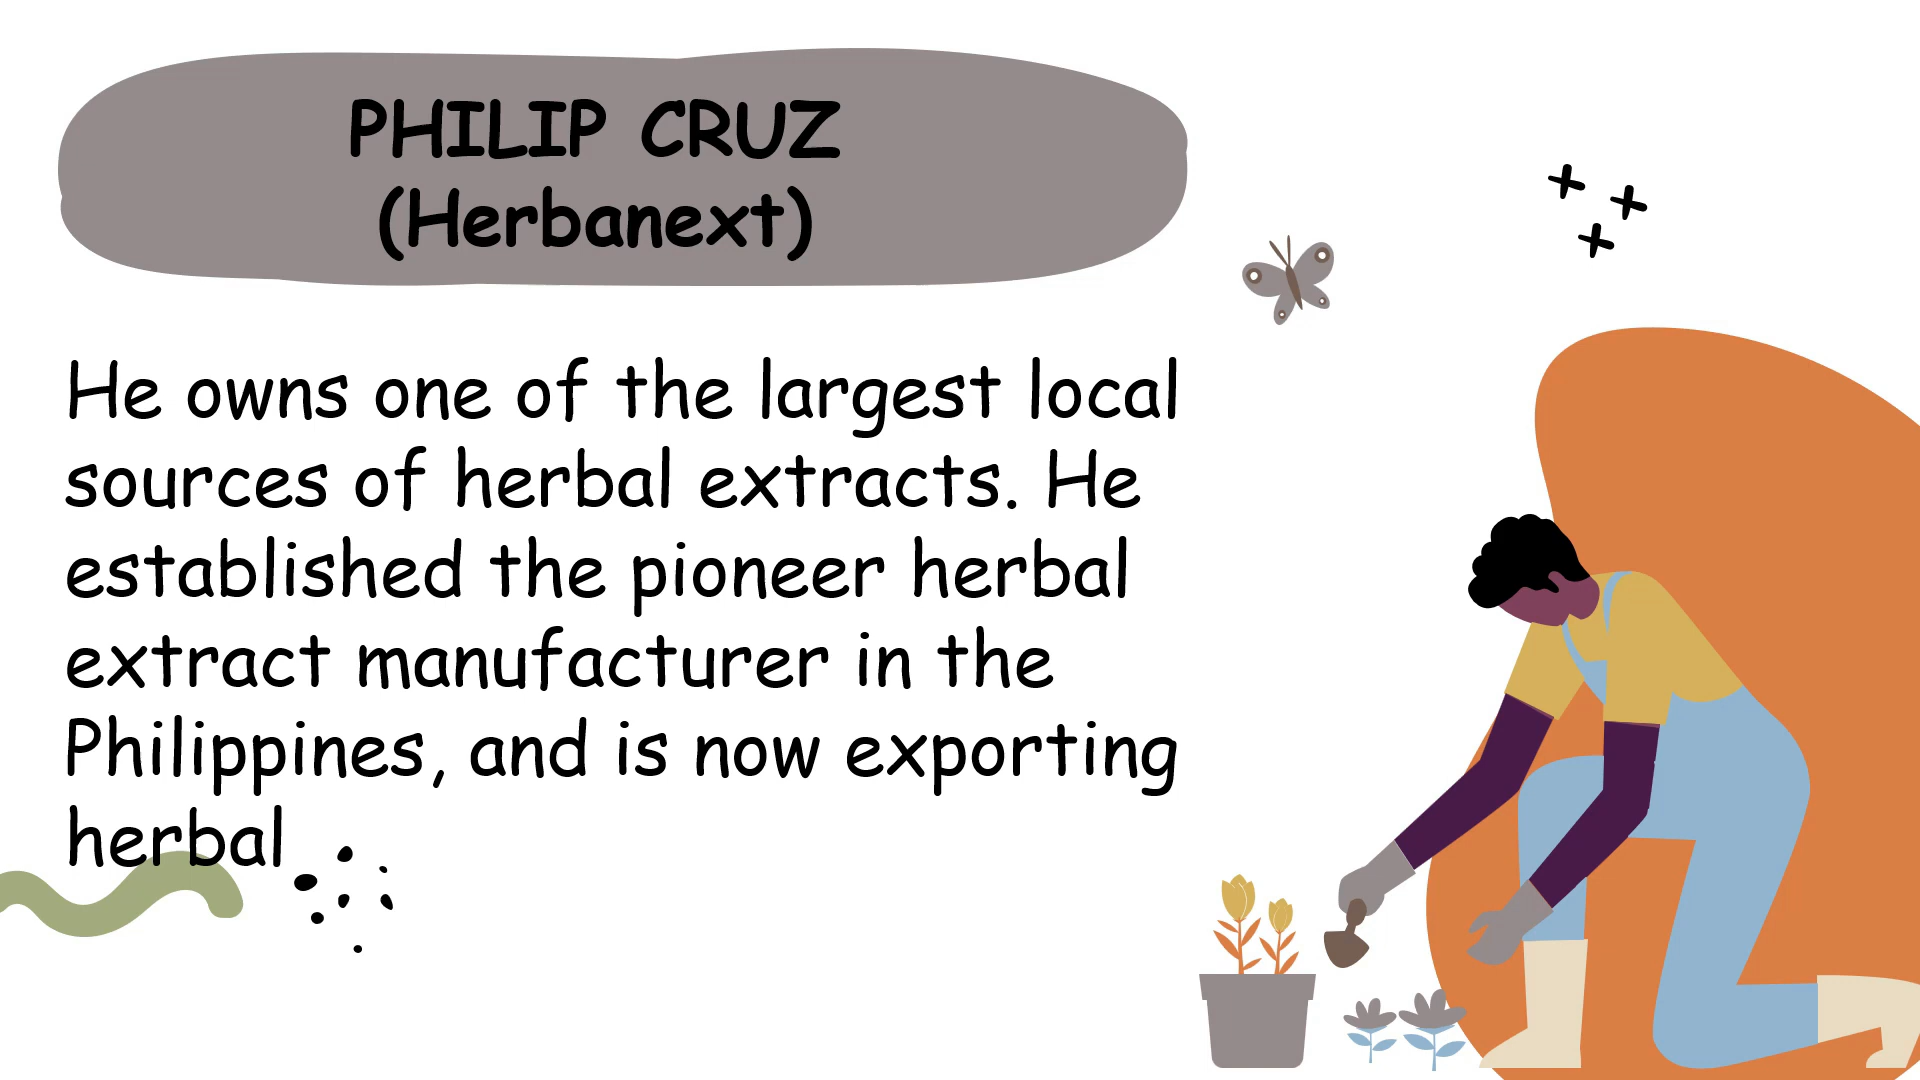 PHILIP CRUZ
(Herbanext)
He owns one of the largest local
sources of herbal extracts. He
established the pioneer herbal
extract manufacturer in the
Philippines, and is now exporting
herbal